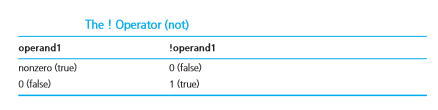 The ! Operator (not)
operand1 !operand1
nonzero (true) 0 (false)
0 (false) 1 (true)